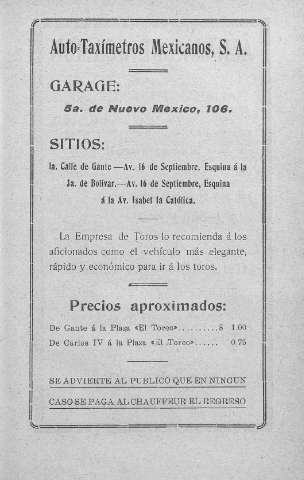 Auto-Taxímetros Mexicanos, S. A.
GARAGE:
5a. de Nuevo Mexico, 106.
SITIOS:
1a. Calle de Gante—Av. 16 de Septiembre, Esquina á la
3a. de Bolívar.—Av. 16 de Septiembre, Esquina
á la Av. Isabel la Católica.
La Empresa de Toros lo recomienda á los
aficionados como el vehículo más elegante,
rápido y económico para ir á los toros.
Precios aproximados:
De Gante á la Plaza «El Toreo».........$ 1.00
De Carlos IV á la Plaza «El Toreo»...... 0.75
SE ADVIERTE AL PUBLICO QUE EN NINGUN
CASO SE PAGA AL CHAUFFEUR EL REGRESO